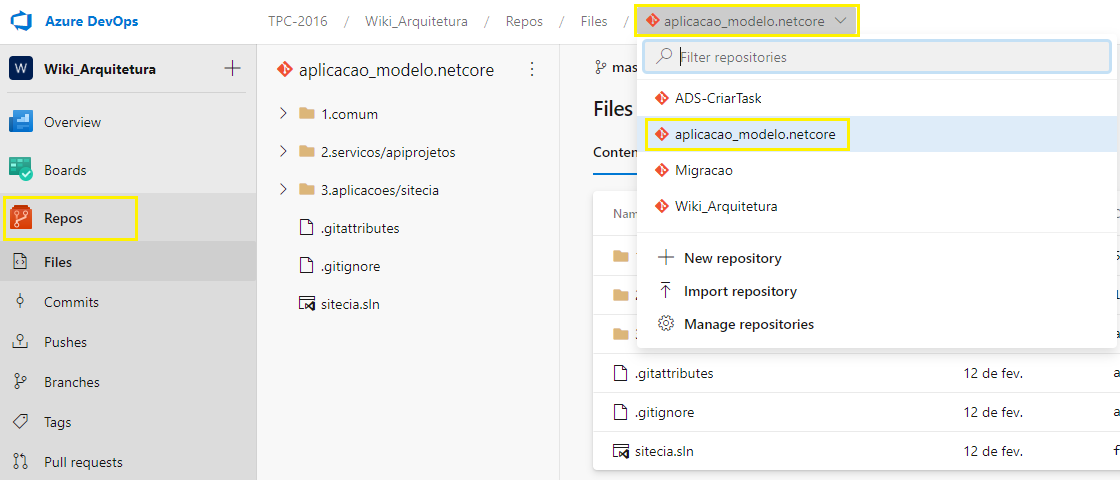 Azure DevOps
TPC-2016 / Wiki_Arquitetura / Repos / Files / aplicacao_modelo.netcore
W Wiki_Arquitetura
Overview
Boards
Repos
Files
Commits
Pushes
Branches
Tags
Pull requests
aplicacao_modelo.netcore
1.comum
2.servicos/apiprojetos
3.aplicacoes/sitecia
.gitattributes
.gitignore
sitecia.sln
mas
Files
Conten
Nam
Filter repositories
ADS-CriarTask
aplicacao_modelo.netcore
Migracao
Wiki_Arquitetura
New repository
Import repository
Manage repositories
.gitattributes 12 de fev. a
.gitignore 12 de fev. a
sitecia.sln 12 de fev. f